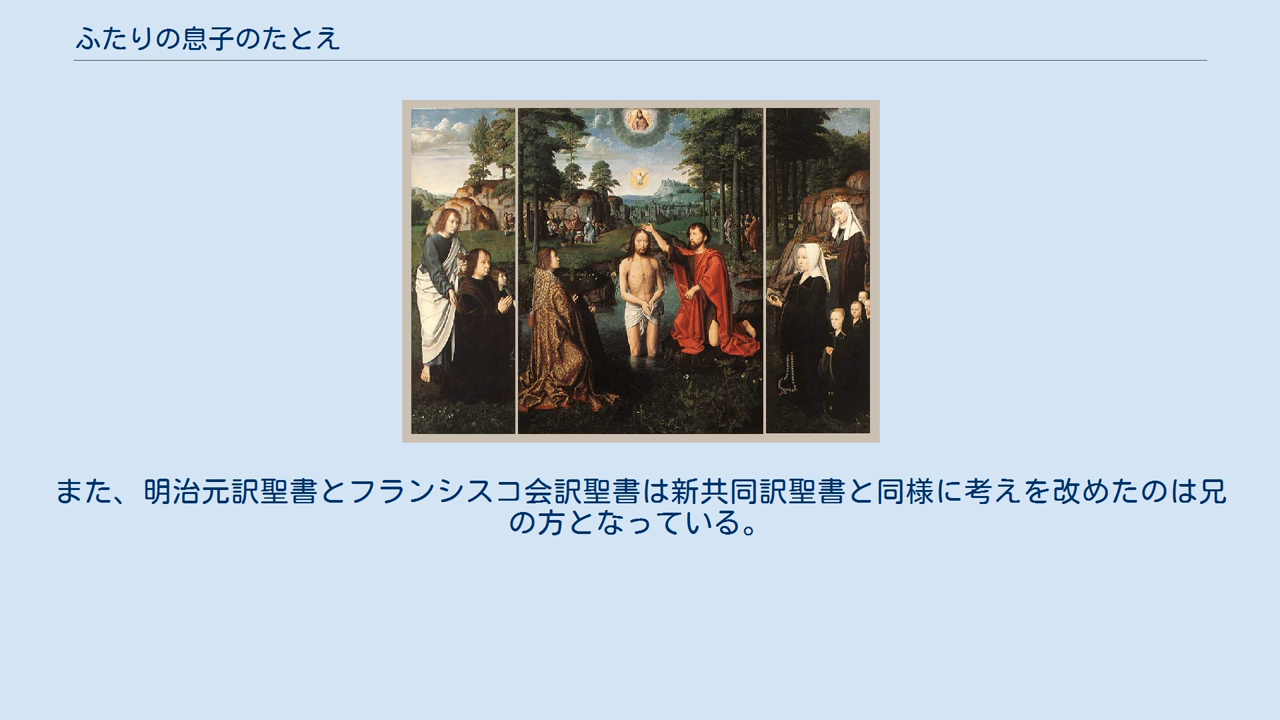 ふたりの息子のたとえ
また、明治元訳聖書とフランシスコ会訳聖書は新共同訳聖書と同様に考えを改めたのは兄
の方となっている。